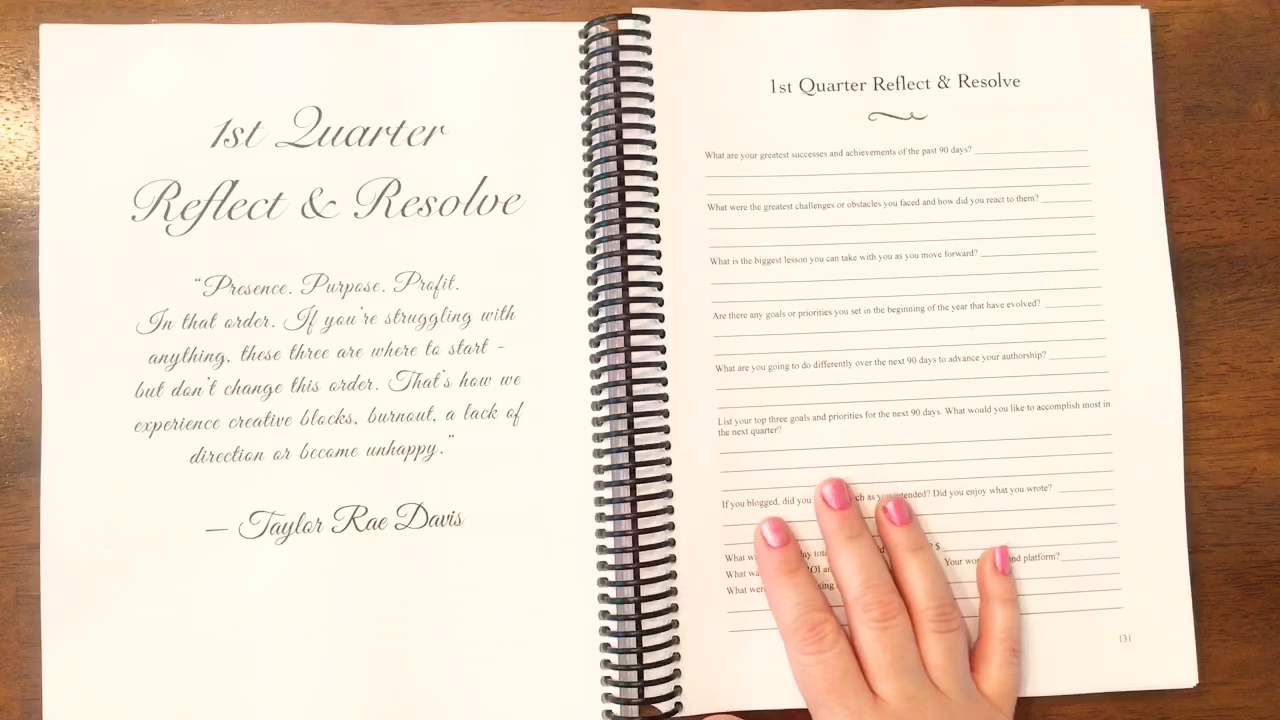 1st Quarter
Reflect & Resolve
“Presence. Purpose. Profit.
In that order. If you're struggling with
anything, these three are where to start -
but don't change this order. That's how we
experience creative blocks, burnout, a lack of
direction or become unhappy.”
— Taylor Rae Davis
1st Quarter Reflect & Resolve
What are your greatest successes and achievements of the past 90 days?
What were the greatest challenges or obstacles you faced and how did you react to them?
What is the biggest lesson you can take with you as you move forward?
Are there any goals or priorities you set in the beginning of the year that have evolved?
What are you going to do differently over the next 90 days to advance your authorship?
List your top three goals and priorities for the next 90 days. What would you like to accomplish most in
the next quarter?
If you blogged, did you as Did you enjoy what you wrote?
What $
What Your platform?
What
131